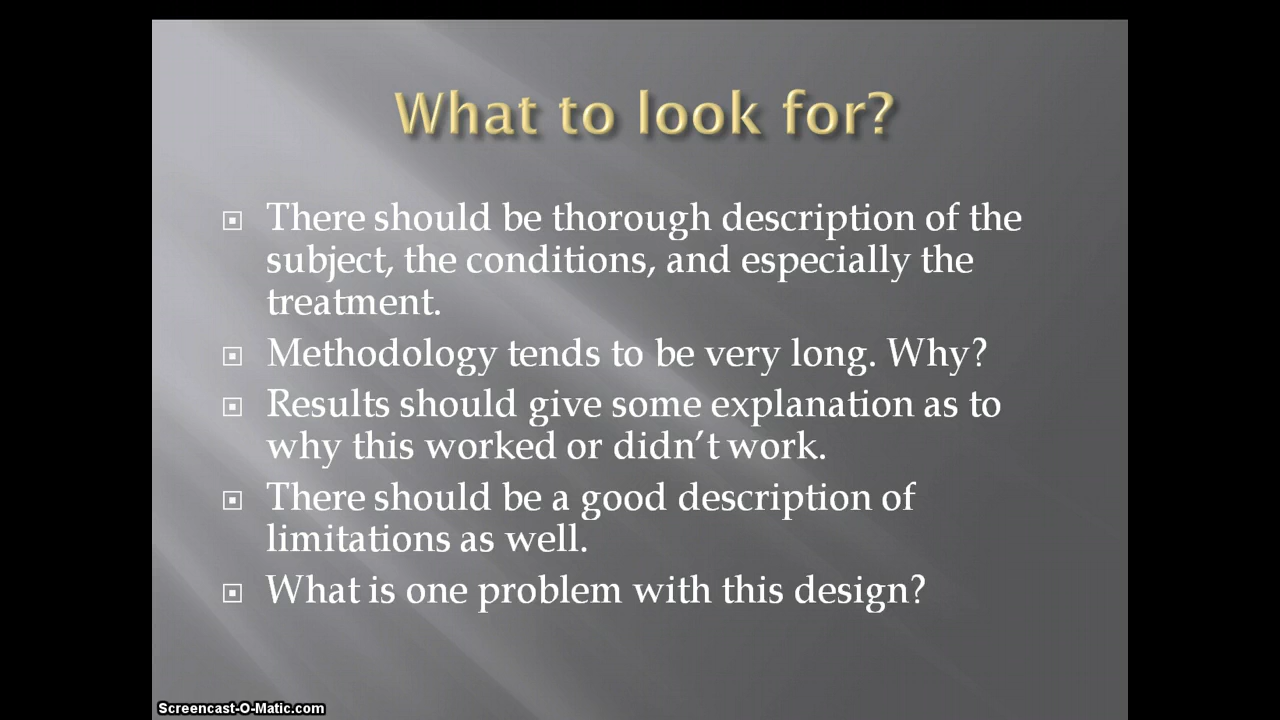 What to look for?
There should be thorough description of the
subject, the conditions, and especially the
treatment.
Methodology tends to be very long. Why?
Results should give some explanation as to
why this worked or didn’t work.
There should be a good description of
limitations as well.
What is one problem with this design?
Screencast-O-Matic.com